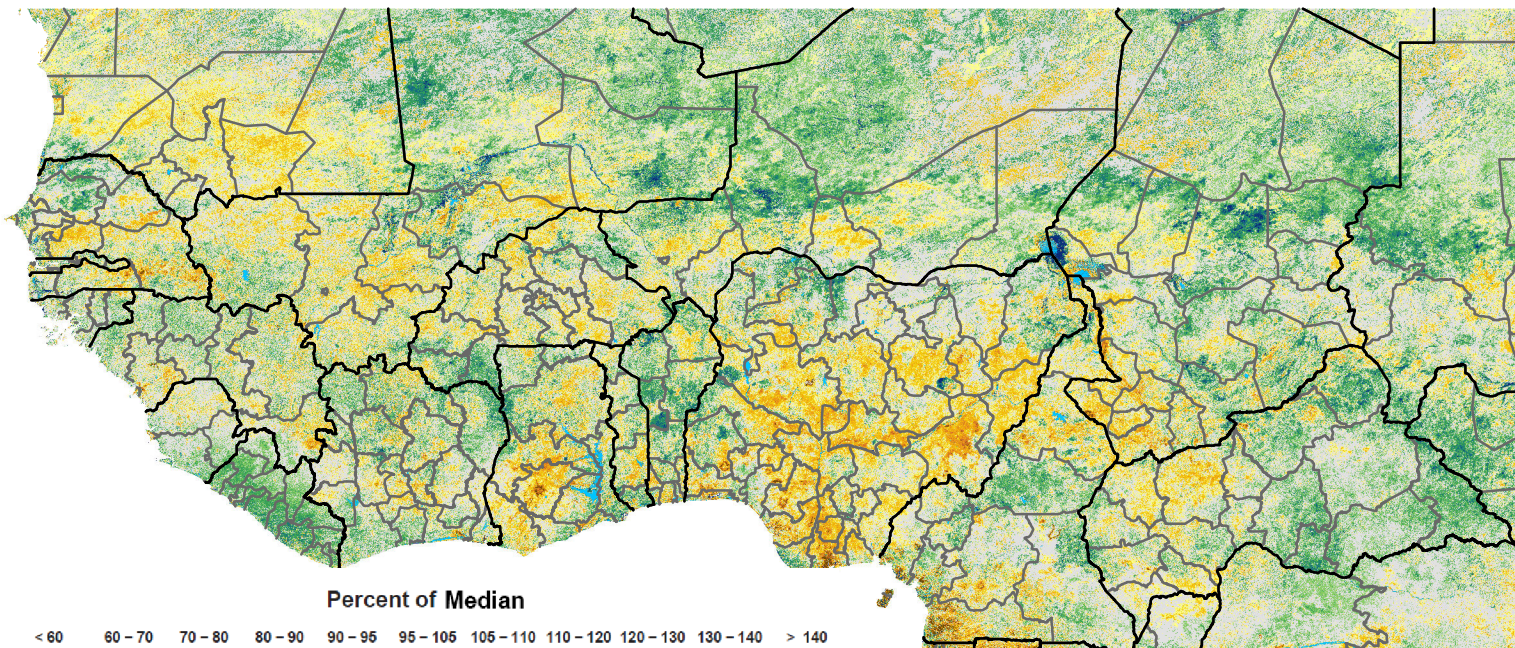 Percent of Median
< 60 60 – 70 70 – 80 80 – 90 90 – 95 95 – 105 105 – 110 110 – 120 120 – 130 130 – 140 > 140